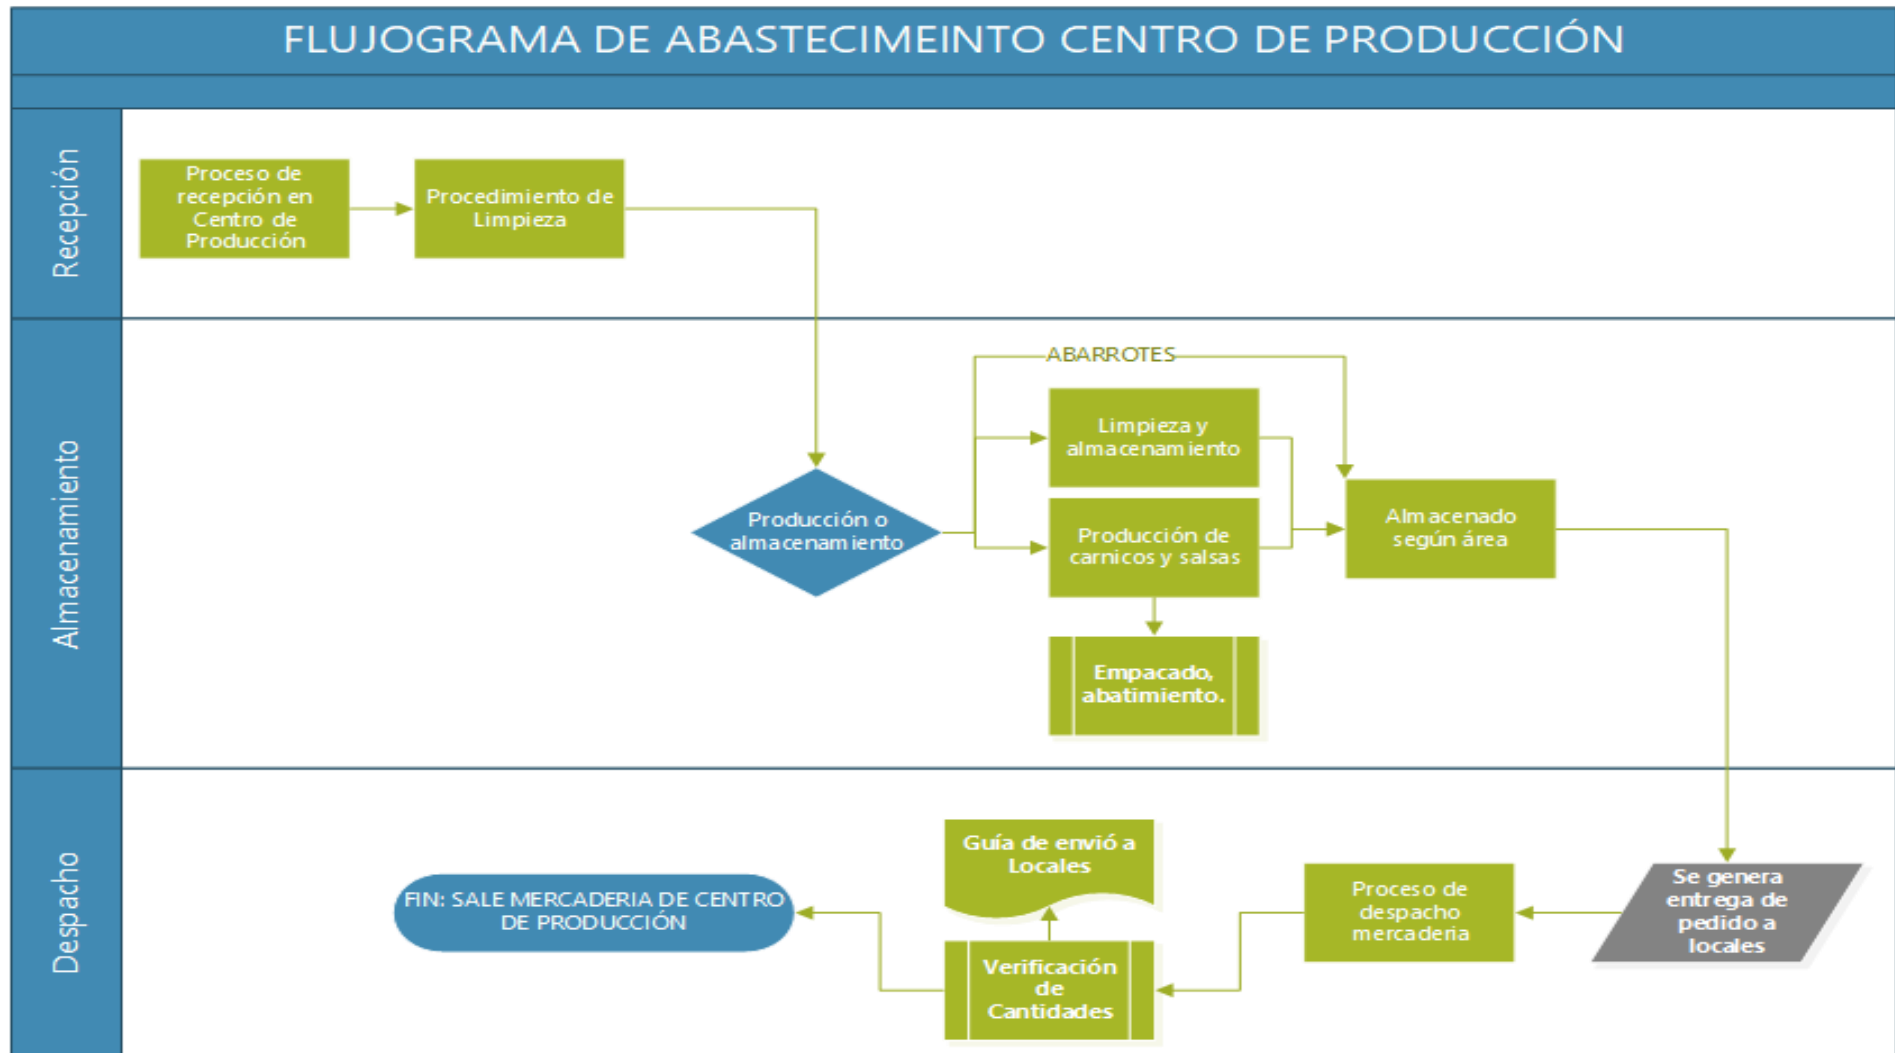 FLUJOGRAMA DE ABASTECIMEINTO CENTRO DE PRODUCCIÓN
Recepción
Proceso de
recepción en
Centro de
Producción
Procedimiento de
Limpieza
Almacenamiento
Producción o
almacenamiento
ABARROTES
Limpieza y
almacenamiento
Producción de
carnicos y salsas
Empacado,
abatimiento.
Almacenado
según área
Despacho
Se genera
entrega de
pedido a
locales
Proceso de
despacho
mercaderia
Verificación
de
Cantidades
Guía de envió a
Locales
FIN: SALE MERCADERIA DE CENTRO
DE PRODUCCIÓN